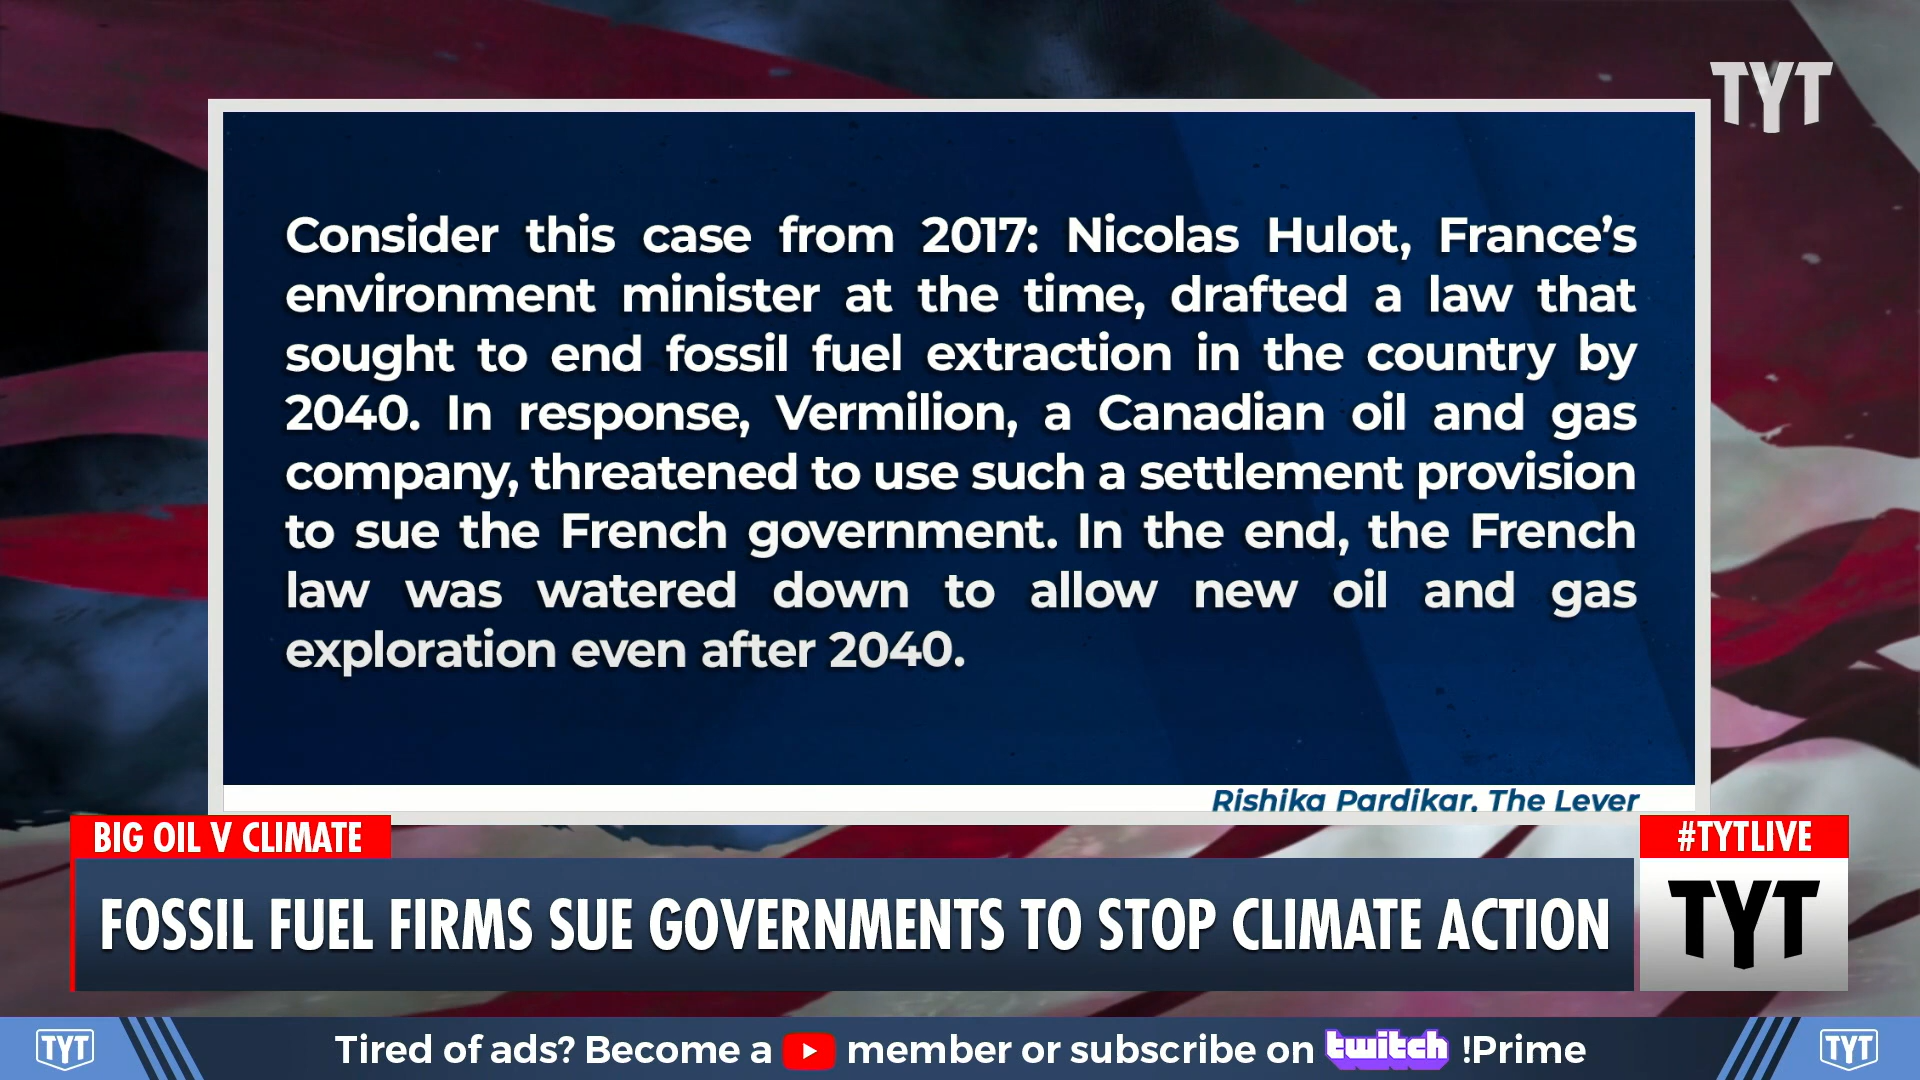 TYT
Consider this case from 2017: Nicolas Hulot, France’s
environment minister at the time, drafted a law that
sought to end fossil fuel extraction in the country by
2040. In response, Vermilion, a Canadian oil and gas
company, threatened to use such a settlement provision
to sue the French government. In the end, the French
law was watered down to allow new oil and gas
exploration even after 2040.
Rishika Pardikar, The Lever
BIG OIL V CLIMATE
#TYTLIVE
FOSSIL FUEL FIRMS SUE GOVERNMENTS TO STOP CLIMATE ACTION
TYT
TYT
Tired of ads? Become a member or subscribe on twitch !Prime
TYT